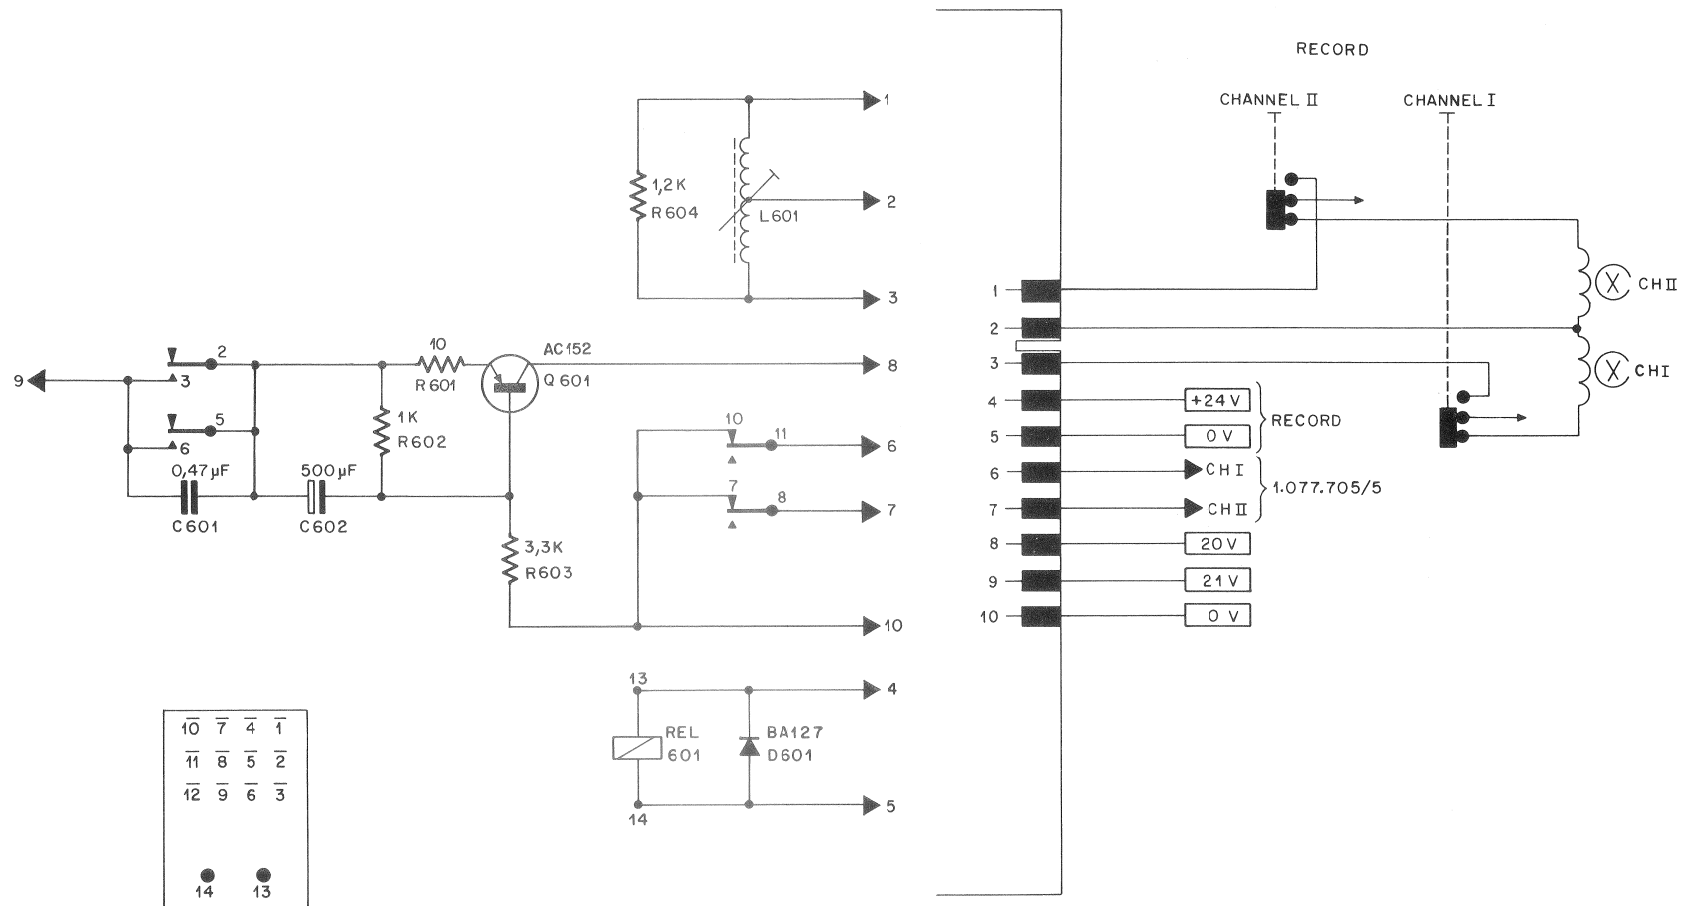 RECORD
CHANNEL II
CHANNEL I
1
1,2K
R604
2
L601
3
1
CH II
2
10
AC152
2
3
8
9
3
R601
Q601
CH I
5
1K
R602
10
11
4
+24V
RECORD
6
6
5
0V
0,47µF
500µF
7
8
6
CH I
1.077.705/5
C601
C602
7
7
CH II
3,3K
R603
8
20V
9
21V
10
10
0V
13
4
REL
601
BA127
D601
14
5
10 7 4 1
11 8 5 2
12 9 6 3
14 13